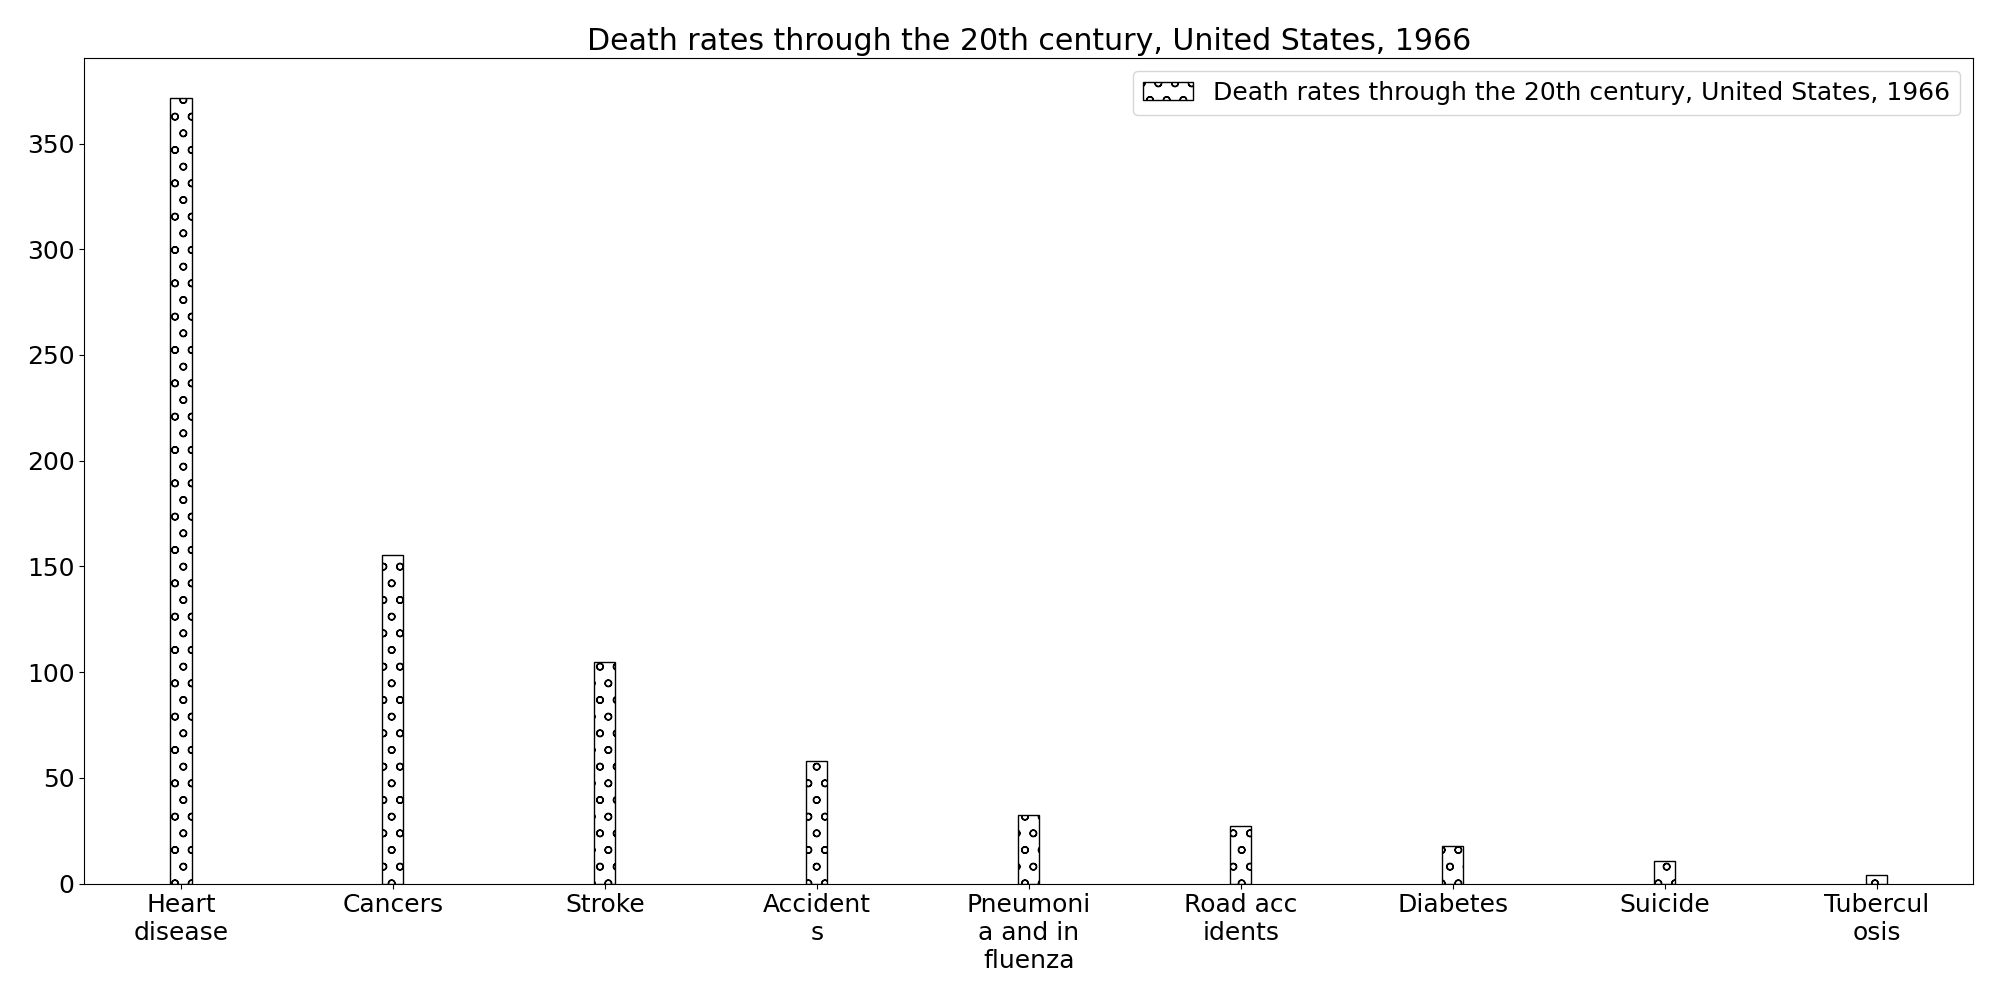 Death rates through the 20th century, United States, 1966
Death rates through the 20th century, United States, 1966
350
300
250
200
150
100
50
0
Heart
disease
Cancers
Stroke
Accident
s
Pneumoni
a and in
fluenza
Road acc
idents
Diabetes
Suicide
Tubercul
osis